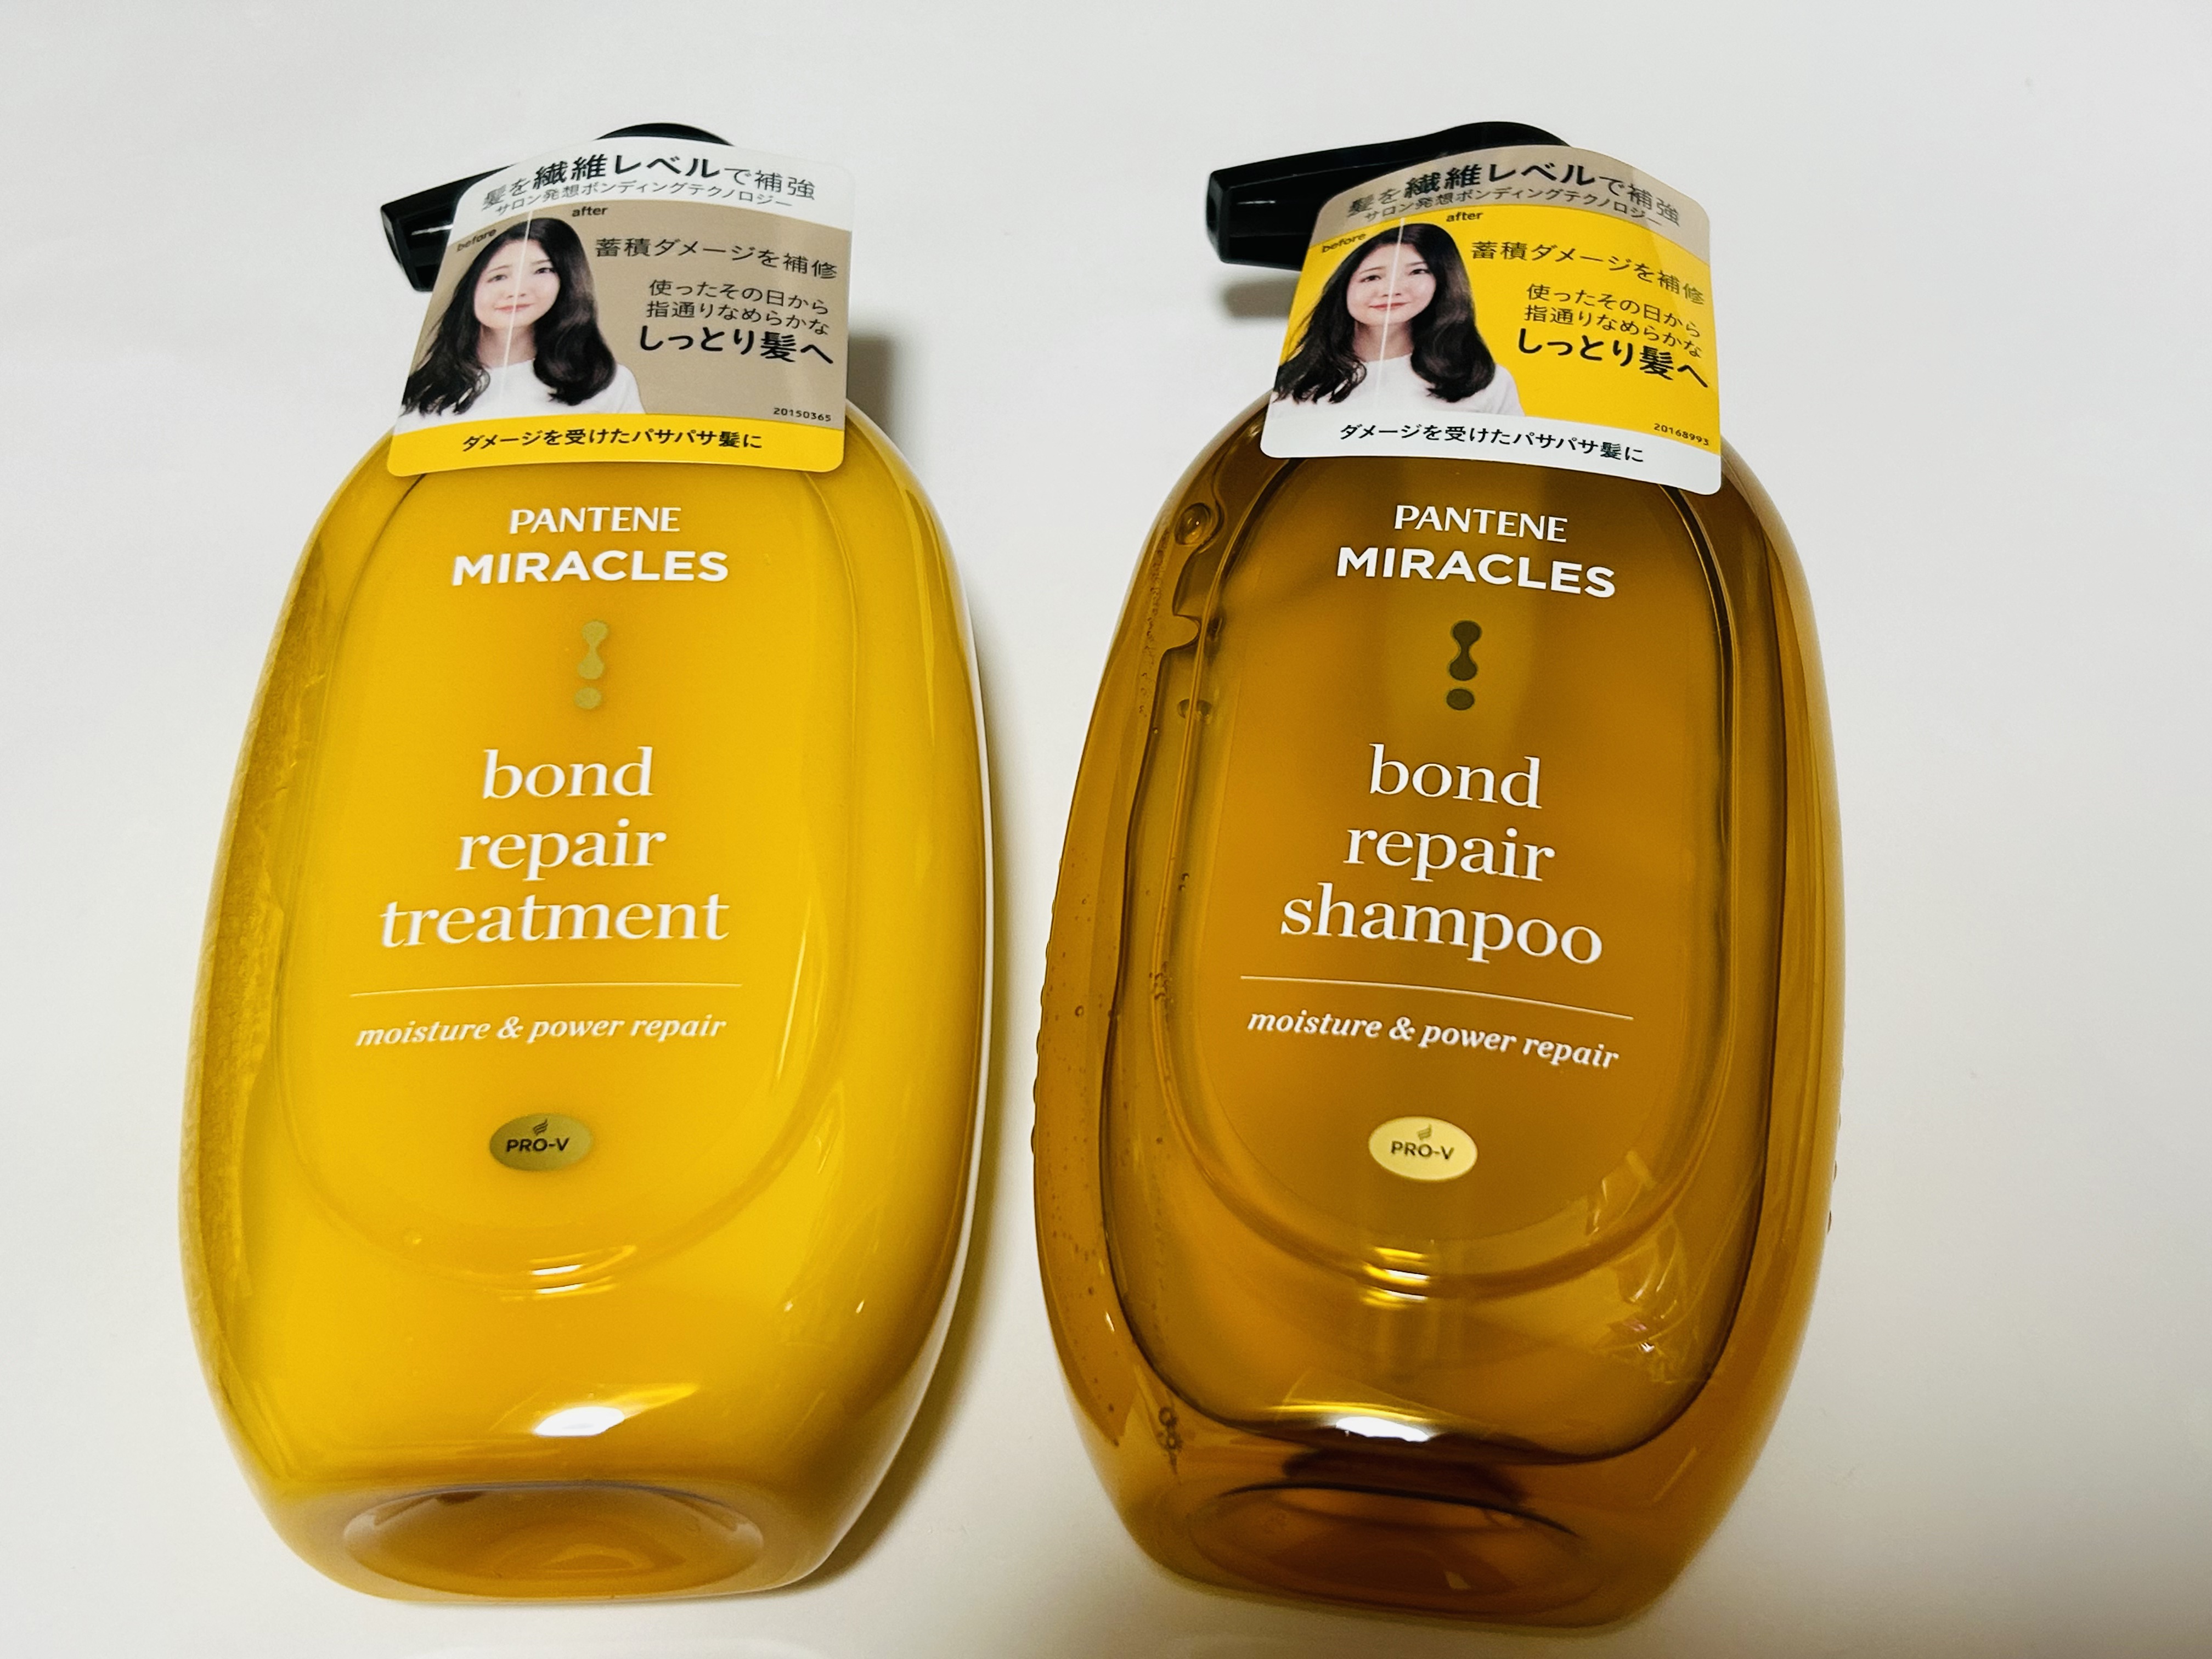 髪を繊維レベルで補強
サロン発想ボンディングテクノロジー
before
after
蓄積ダメージを補修
使ったその日から
指通りなめらかな
しっとり髪へ
20150365
ダメージを受けたパサパサ髪に
PANTENE
MIRACLES
bond
repair
treatment
moisture & power repair
PRO-V
髪を繊維レベルで補強
サロン発想ボンディングテクノロジー
before
after
蓄積ダメージを補修
使ったその日から
指通りなめらかな
しっとり髪へ
20168993
ダメージを受けたパサパサ髪に
PANTENE
MIRACLES
bond
repair
shampoo
moisture & power repair
PRO-V